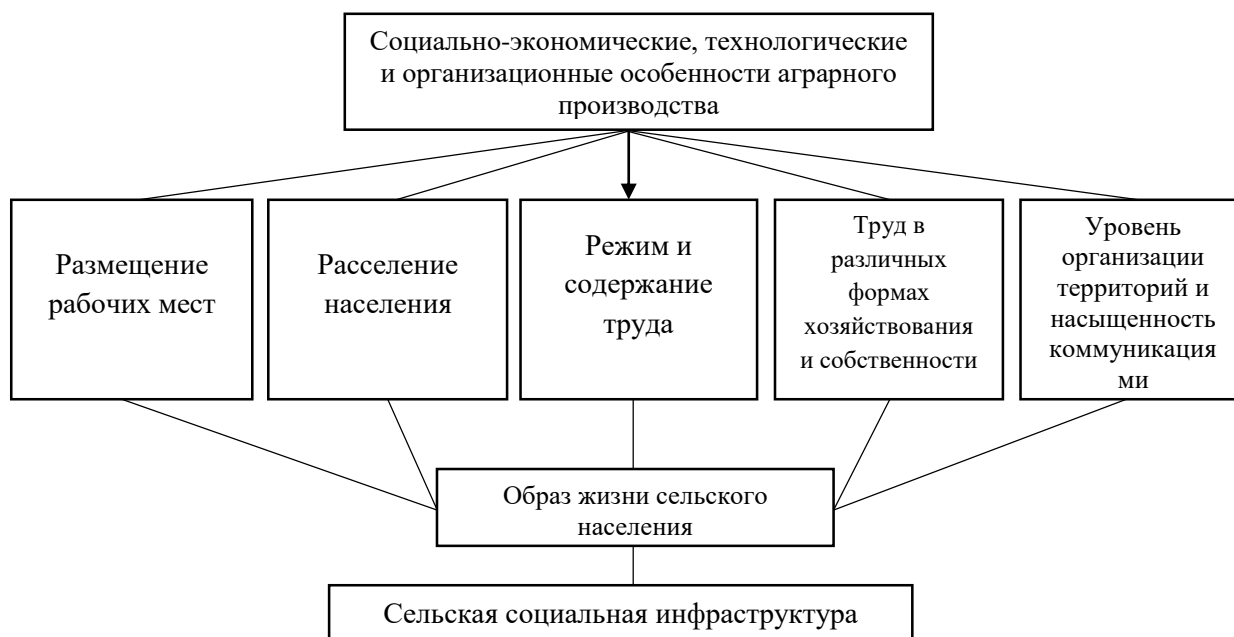 Социально-экономические, технологические
и организационные особенности аграрного
производства
Размещение
рабочих мест
Расселение
населения
Режим и
содержание
труда
Труд в
различных
формах
хозяйствования
и собственности
Уровень
организации
территорий и
насыщенность
коммуникация
ми
Образ жизни сельского
населения
Сельская социальная инфраструктура